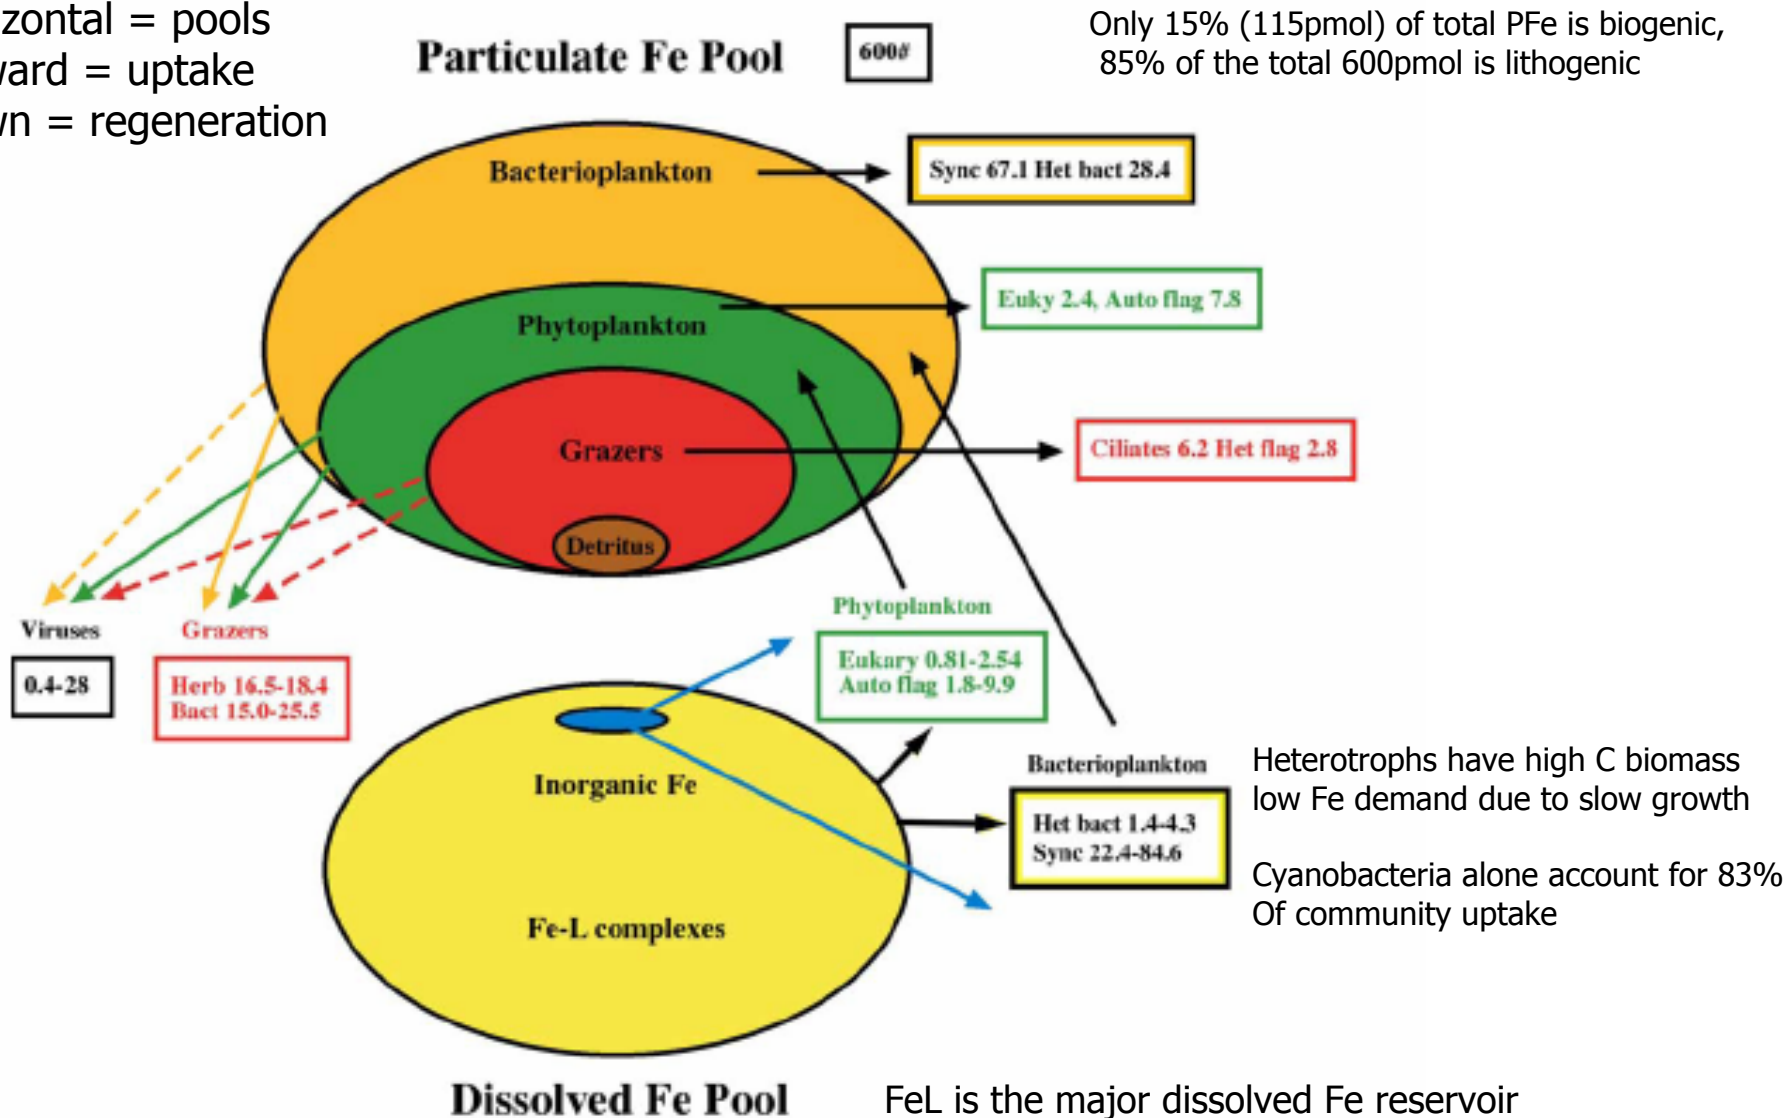 zontal = pools
ward = uptake
wn = regeneration
Particulate Fe Pool
600#
Only 15% (115pmol) of total PFe is biogenic,
85% of the total 600pmol is lithogenic
Bacterioplankton
Sync 67.1 Het bact 28.4
Phytoplankton
Euky 2.4, Auto flag 7.8
Grazers
Ciliates 6.2 Het flag 2.8
Detritus
Viruses
0.4-28
Grazers
Herb 16.5-18.4
Bact 15.0-25.5
Phytoplankton
Eukary 0.81-2.54
Auto flag 1.8-9.9
Inorganic Fe
Fe-L complexes
Bacterioplankton
Het bact 1.4-4.3
Sync 22.4-84.6
Heterotrophs have high C biomass
low Fe demand due to slow growth
Cyanobacteria alone account for 83%
Of community uptake
Dissolved Fe Pool
FeL is the major dissolved Fe reservoir